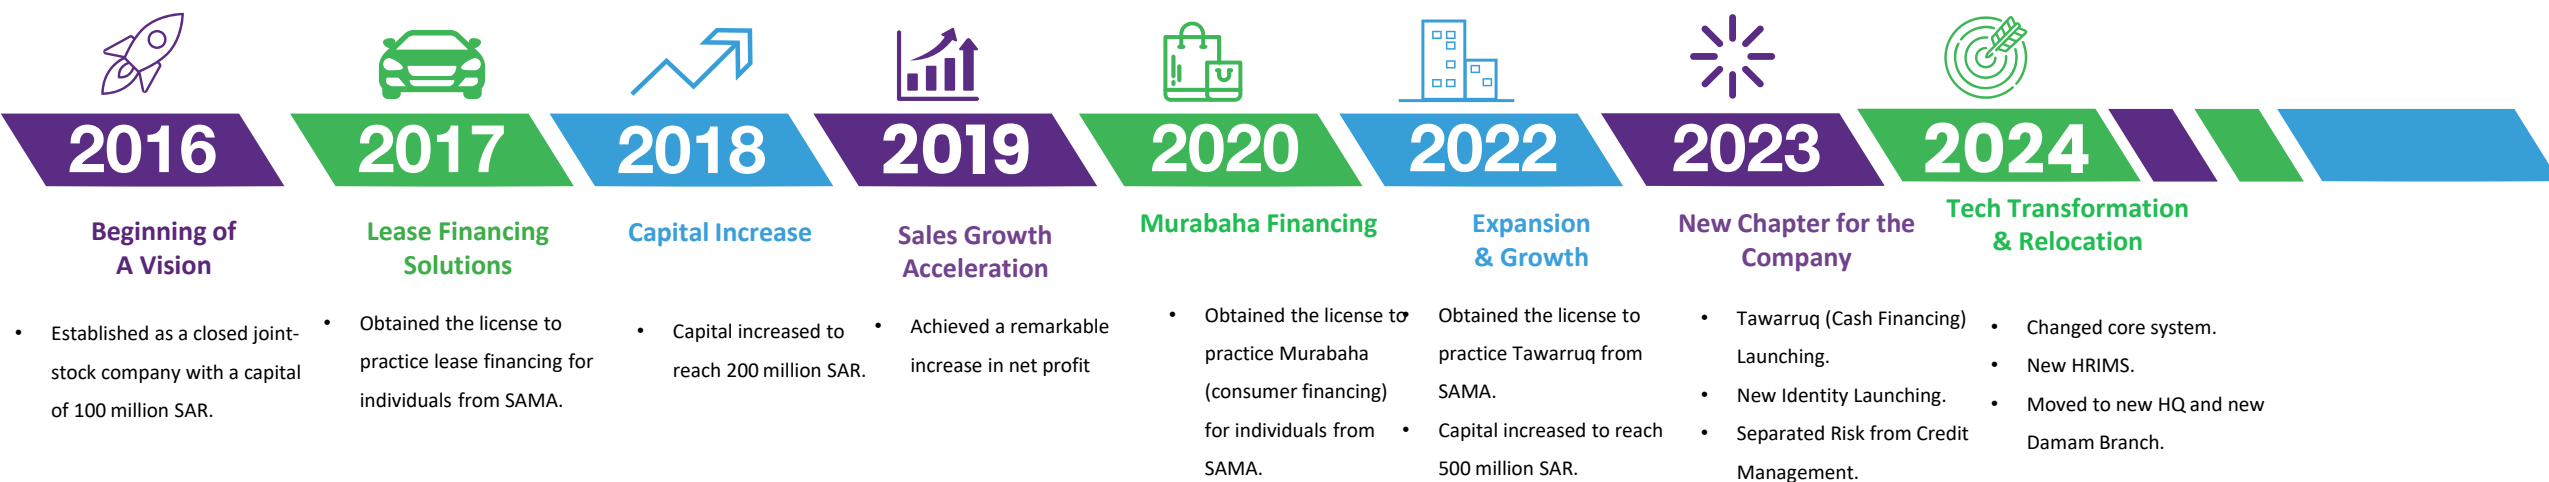 2016
2017
2018
2019
2020
2022
2023
2024
Beginning of
A Vision
• Established as a closed joint-
stock company with a capital
of 100 million SAR.
Lease Financing
Solutions
• Obtained the license to
practice lease financing for
individuals from SAMA.
Capital Increase
• Capital increased to
reach 200 million SAR.
Sales Growth
Acceleration
• Achieved a remarkable
increase in net profit
Murabaha Financing
• Obtained the license to
practice Murabaha
(consumer financing)
for individuals from
SAMA.
Expansion
& Growth
• Obtained the license to
practice Tawarruq from
SAMA.
• Capital increased to reach
500 million SAR.
New Chapter for the
Company
• Tawarruq (Cash Financing)
Launching.
• New Identity Launching.
• Separated Risk from Credit
Management.
Tech Transformation
& Relocation
• Changed core system.
• New HRIMS.
• Moved to new HQ and new
Damam Branch.